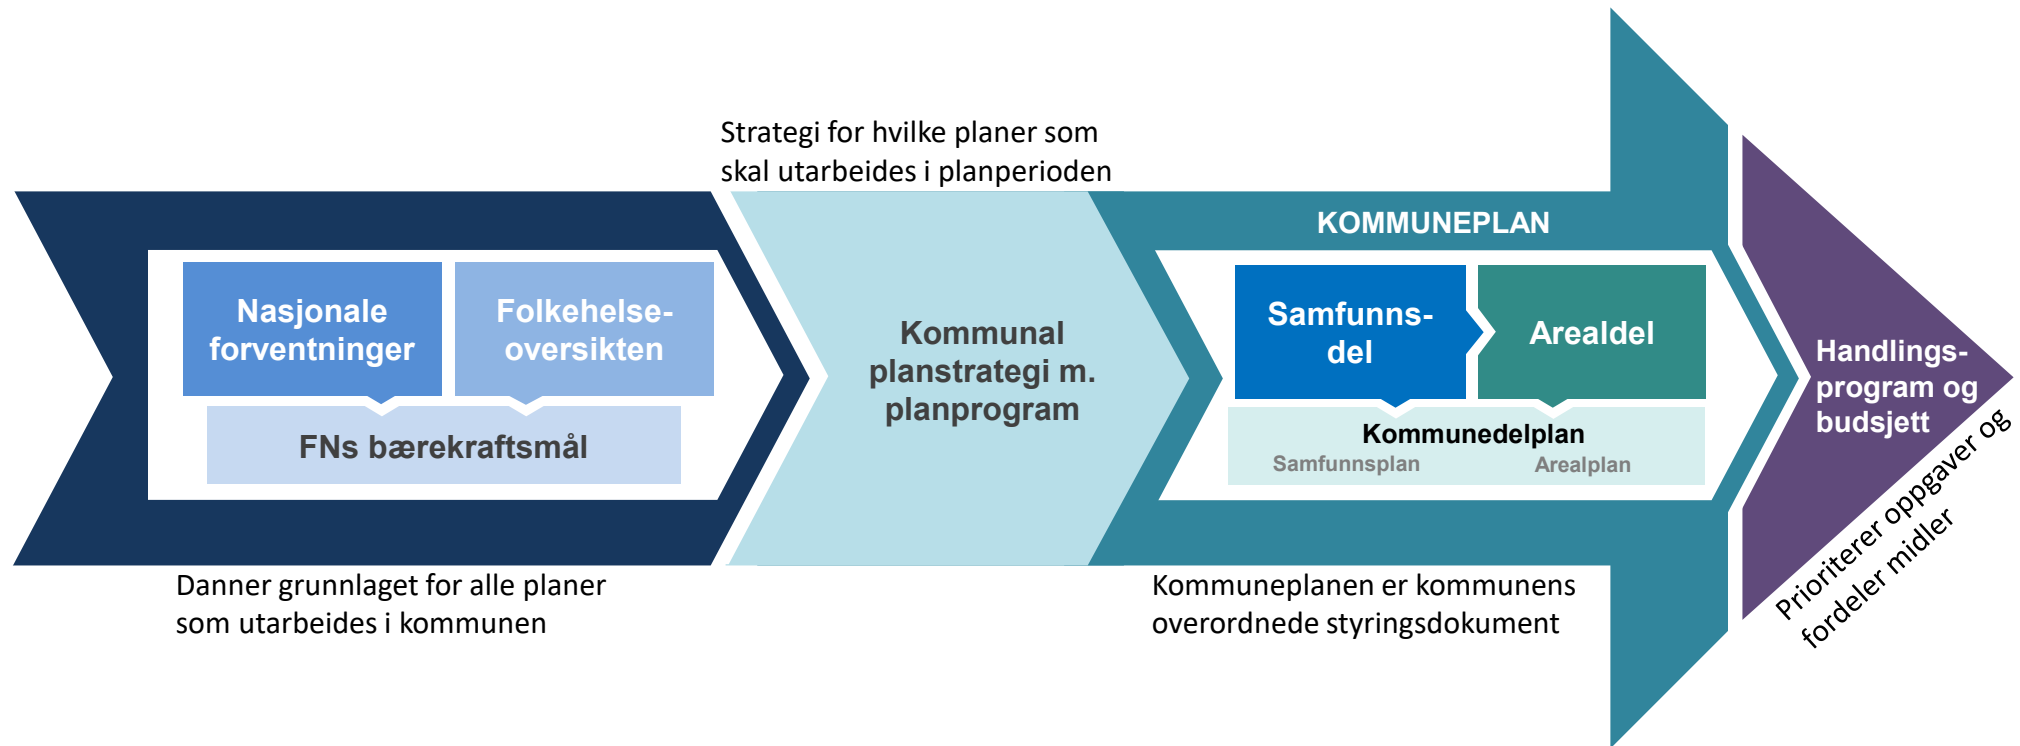 Strategi for hvilke planer som
skal utarbeides i planperioden
Nasjonale
forventninger
Folkehelse-
oversikten
FNs bærekraftsmål
Danner grunnlaget for alle planer
som utarbeides i kommunen
Kommunal
planstrategi m.
planprogram
KOMMUNEPLAN
Samfunns-
del
Arealdel
Kommunedelplan
Samfunnsplan
Arealplan
Kommuneplanen er kommunens
overordnede styringsdokument
Handlings-
program og
budsjett
Prioriterer oppgaver og
fordeler midler